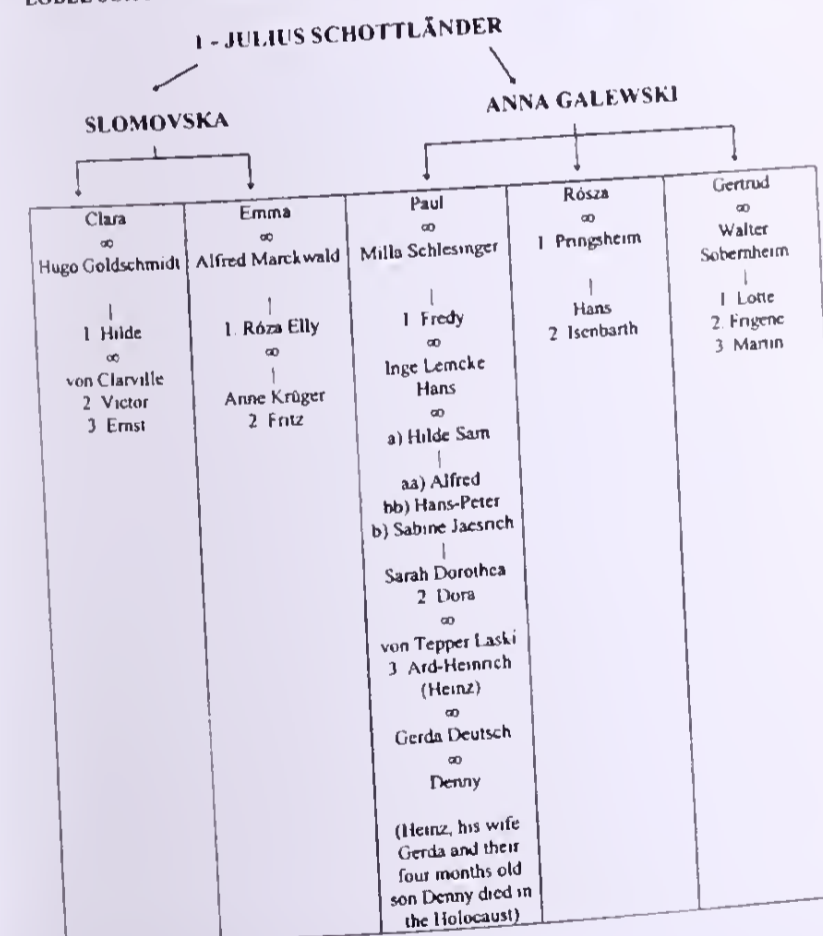 1 - JULIUS SCHOTTLÄNDER
SLOMOVSKA
ANNA GALEWSKI
Clara
∞
Hugo Goldschmidt
1 Hilde
∞
von Clarville
2 Victor
3 Ernst
Emma
∞
Alfred Marckwald
1. Róza Elly
∞
Anne Krüger
2 Fritz
Paul
∞
Milla Schlesinger
1 Fredy
∞
Inge Lemcke
Hans
∞
a) Hilde Sam
aa) Alfred
bb) Hans-Peter
b) Sabine Jaesrich
Sarah Dorothea
2 Dora
∞
von Tepper Laski
3 Ard-Heinrich
(Heinz)
∞
Gerda Deutsch
∞
Denny
(Heinz, his wife
Gerda and their
four months old
son Denny died in
the Holocaust)
Rósza
∞
1 Pringsheim
Hans
2 Isenbarth
Gertrud
∞
Walter
Sobernheim
1 Lotte
2.
3 Martin